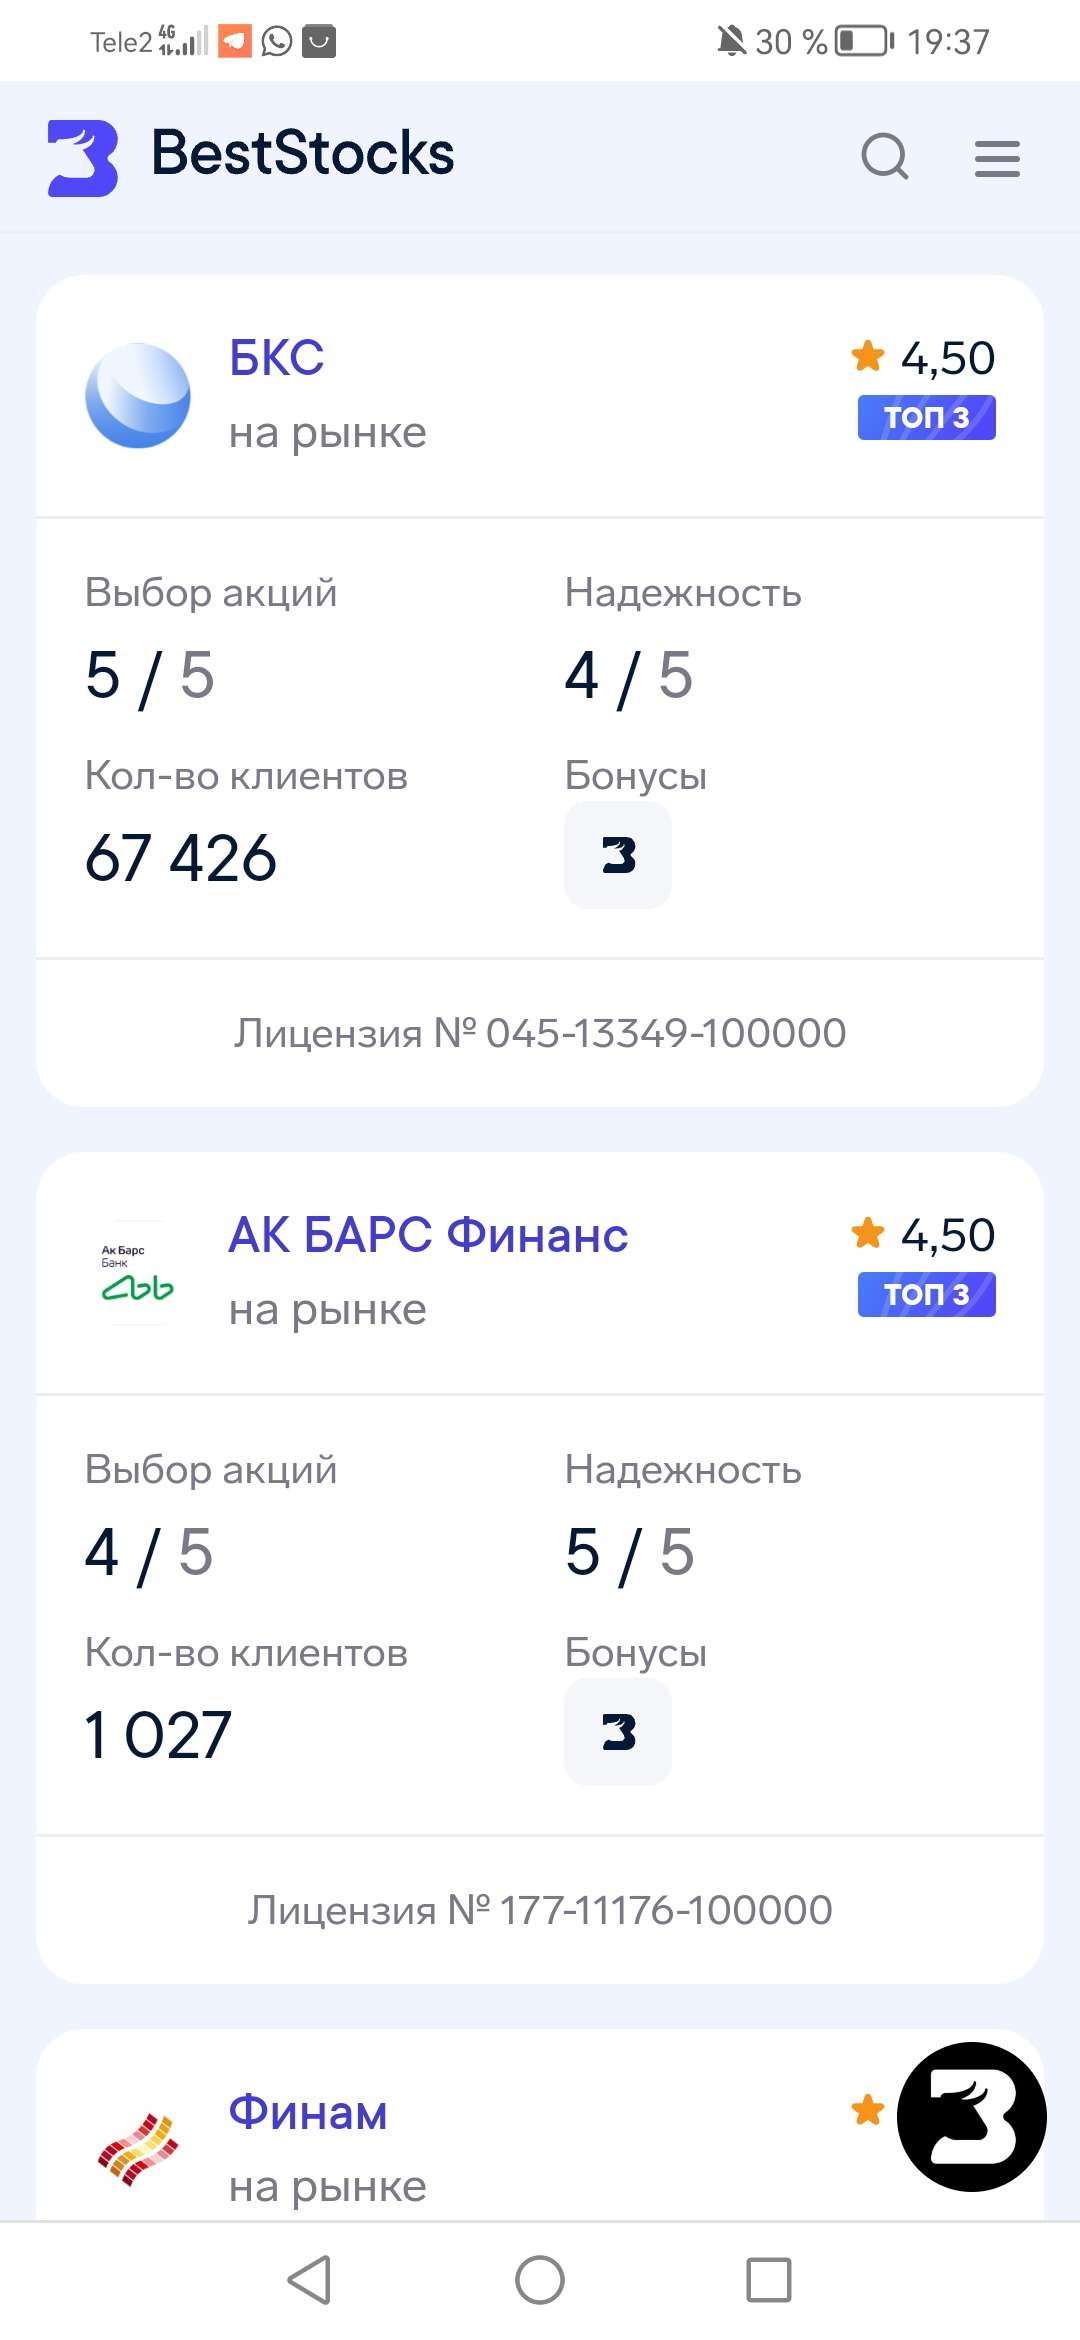 Tele2 4G 30 % 19:37
BestStocks
БКС 4,50
на рынке ТОП 3
Выбор акций Надежность
5 / 5 4 / 5
Кол-во клиентов Бонусы
67 426
Лицензия № 045-13349-100000
АК БАРС Финанс 4,50
Ак Барс
Банк
на рынке ТОП 3
Выбор акций Надежность
4 / 5 5 / 5
Кол-во клиентов Бонусы
1 027
Лицензия № 177-11176-100000
Финам
на рынке